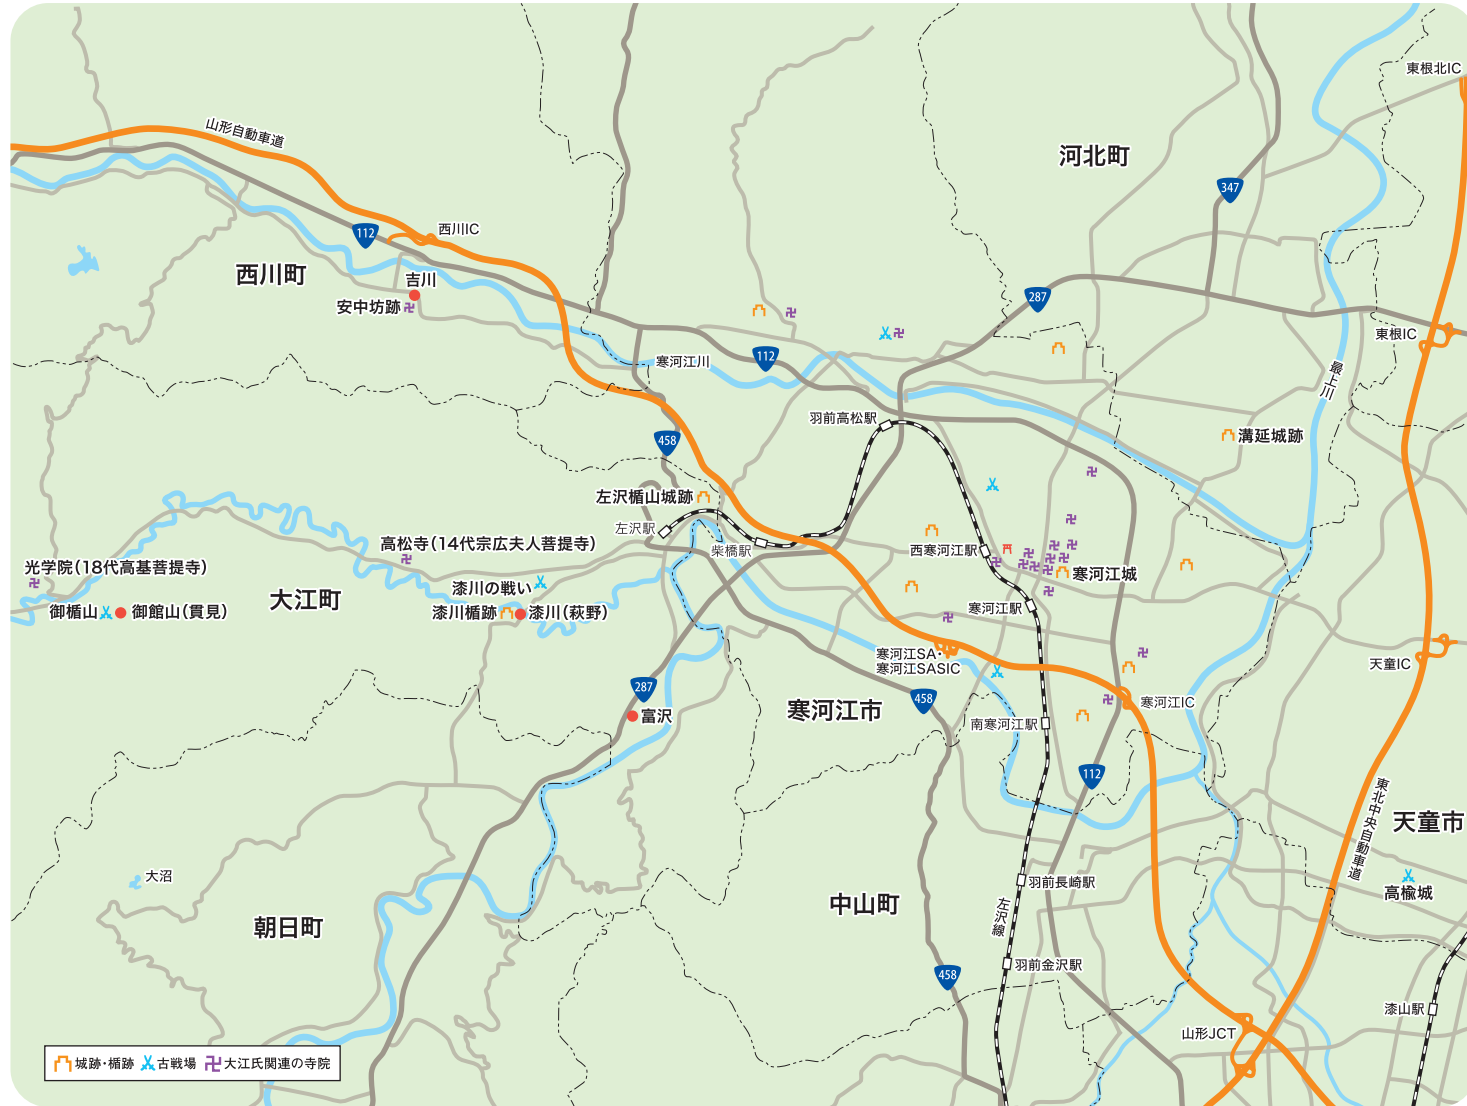 東根北IC
山形自動車道
河北町
347
西川IC
112
西川町
吉川
安中坊跡
287
東根IC
112
寒河江川
最上川
羽前高松駅
458
溝延城跡
左沢楯山城跡
左沢駅
柴橋駅
西寒河江駅
高松寺(14代宗広夫人菩提寺)
光学院(18代高基菩提寺)
漆川の戦い
寒河江城
大江町
御楯山
御館山(貫見)
漆川楯跡
漆川(萩野)
寒河江駅
寒河江SA・
寒河江SASIC
天童IC
287
458
寒河江IC
富沢
寒河江市
南寒河江駅
112
東北中央自動車道
天童市
大沼
羽前長崎駅
高楡城
中山町
朝日町
左沢線
羽前金沢駅
458
漆山駅
山形JCT
城跡・楯跡
古戦場
大江氏関連の寺院